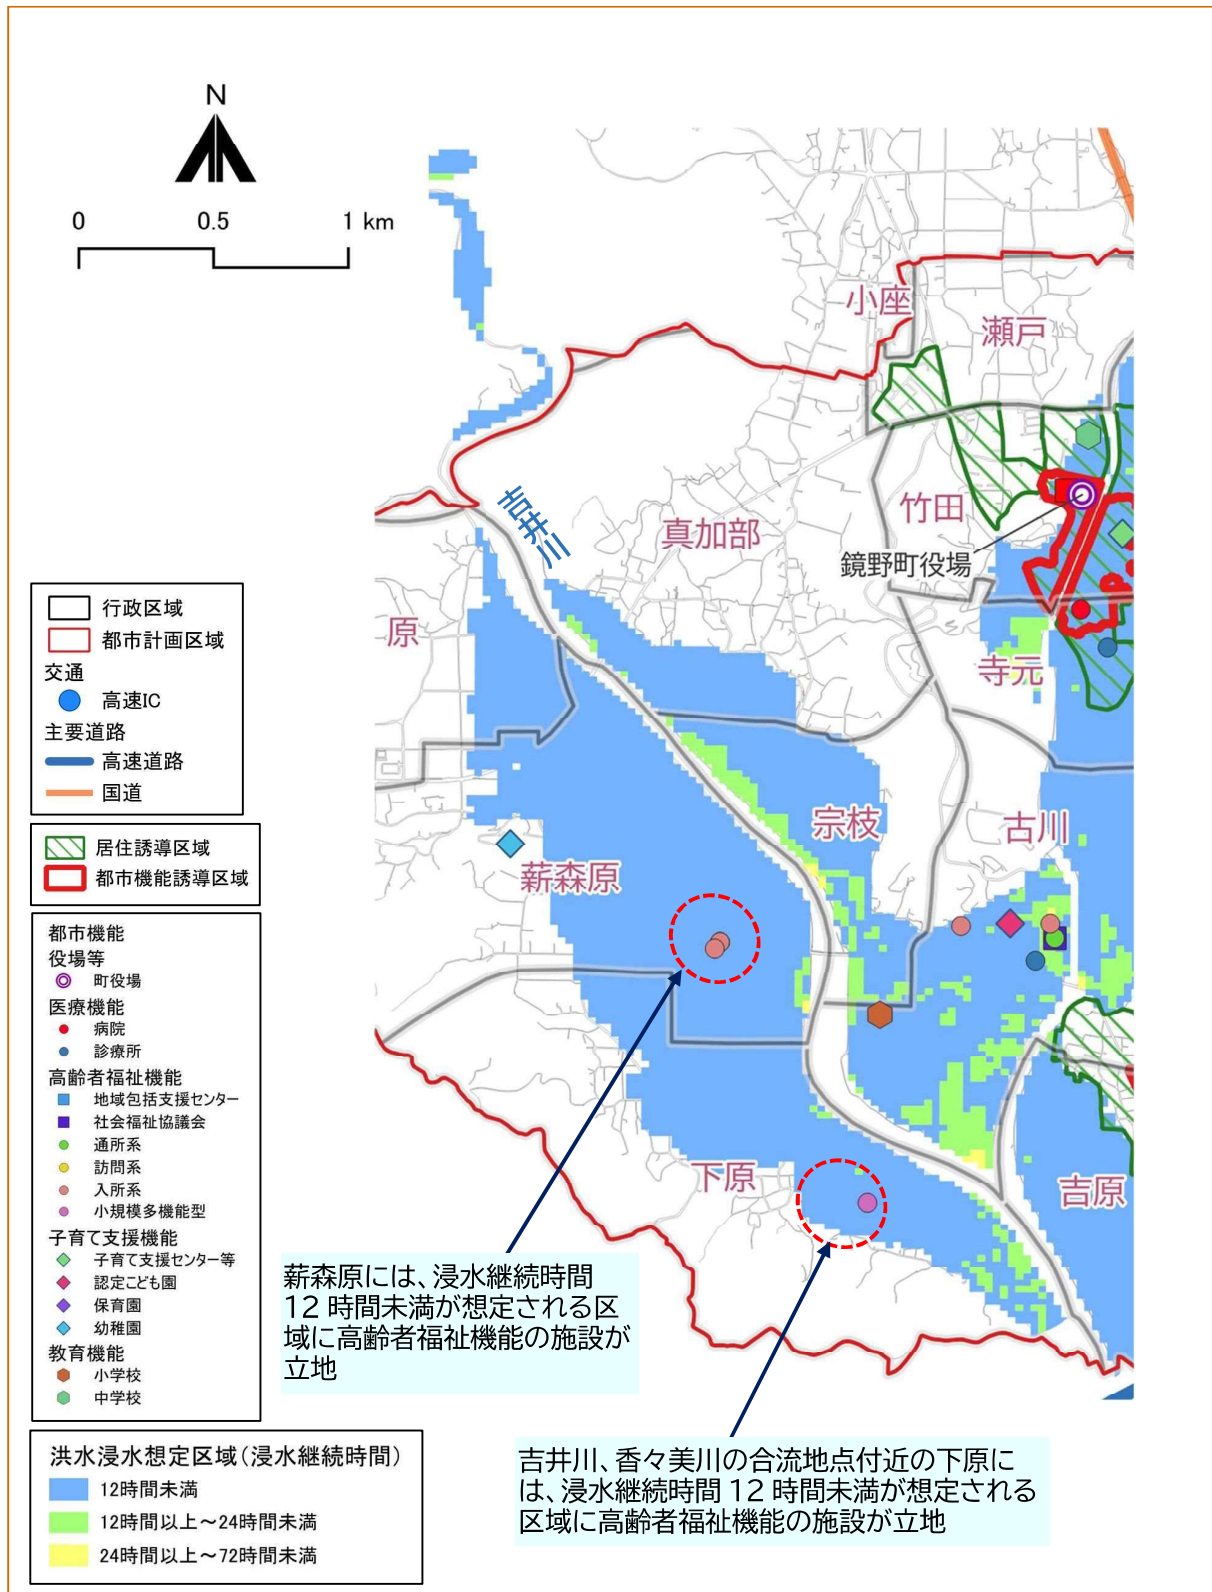 N
0 0.5 1 km
小座
瀬戸
吉井川
真加部
竹田
鏡野町役場
原
寺元
宗枝
古川
薪森原
下原
吉原
行政区域
都市計画区域
交通
高速IC
主要道路
高速道路
国道
居住誘導区域
都市機能誘導区域
都市機能
役場等
町役場
医療機能
病院
診療所
高齢者福祉機能
地域包括支援センター
社会福祉協議会
通所系
訪問系
入所系
小規模多機能型
子育て支援機能
子育て支援センター等
認定こども園
保育園
幼稚園
教育機能
小学校
中学校
洪水浸水想定区域(浸水継続時間)
12時間未満
12時間以上～24時間未満
24時間以上～72時間未満
薪森原には、浸水継続時間
12 時間未満が想定される区
域に高齢者福祉機能の施設が
立地
吉井川、香々美川の合流地点付近の下原に
は、浸水継続時間 12 時間未満が想定される
区域に高齢者福祉機能の施設が立地